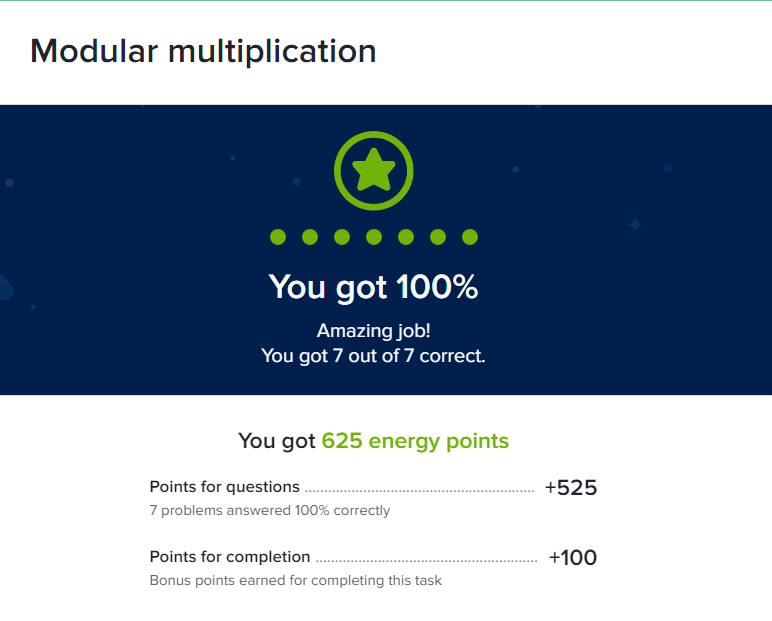 Modular multiplication
You got 100%
Amazing job!
You got 7 out of 7 correct.
You got 625 energy points
Points for questions +525
7 problems answered 100% correctly
Points for completion +100
Bonus points earned for completing this task